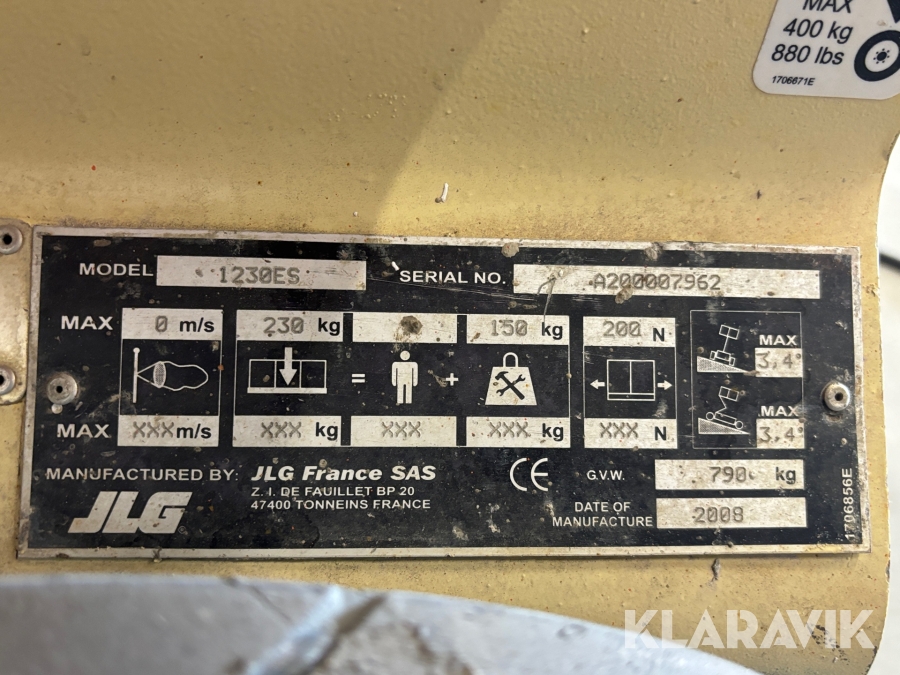 MAX
400 kg
880 lbs
1706671E
MODEL 1230ES SERIAL NO. A200007962
MAX 0 m/s 230 kg 150 kg 200 N
MAX
3,4°
= +
MAX XXX m/s XXX kg XXX XXX kg XXX N
MAX
3,4°
MANUFACTURED BY: JLG France SAS
Z. I. DE FAUILLET BP 20
47400 TONNEINS FRANCE
CE
G.V.W. 790 kg
JLG
DATE OF
MANUFACTURE 2008
1706856E
KLARAVIK